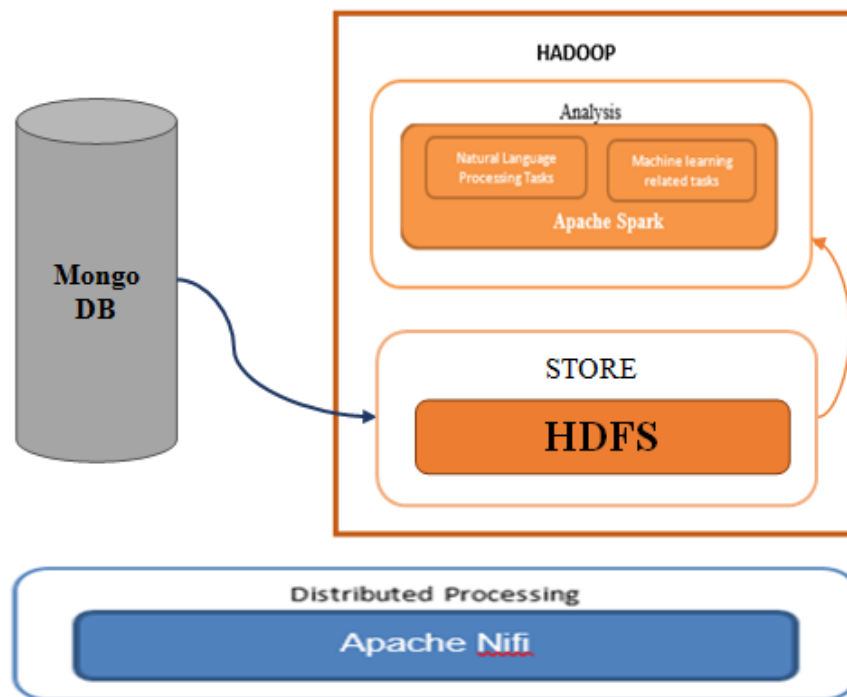 HADOOP
Analysis
Natural Language
Processing Tasks
Machine learning
related tasks
Apache Spark
Mongo
DB
STORE
HDFS
Distributed Processing
Apache Nifi